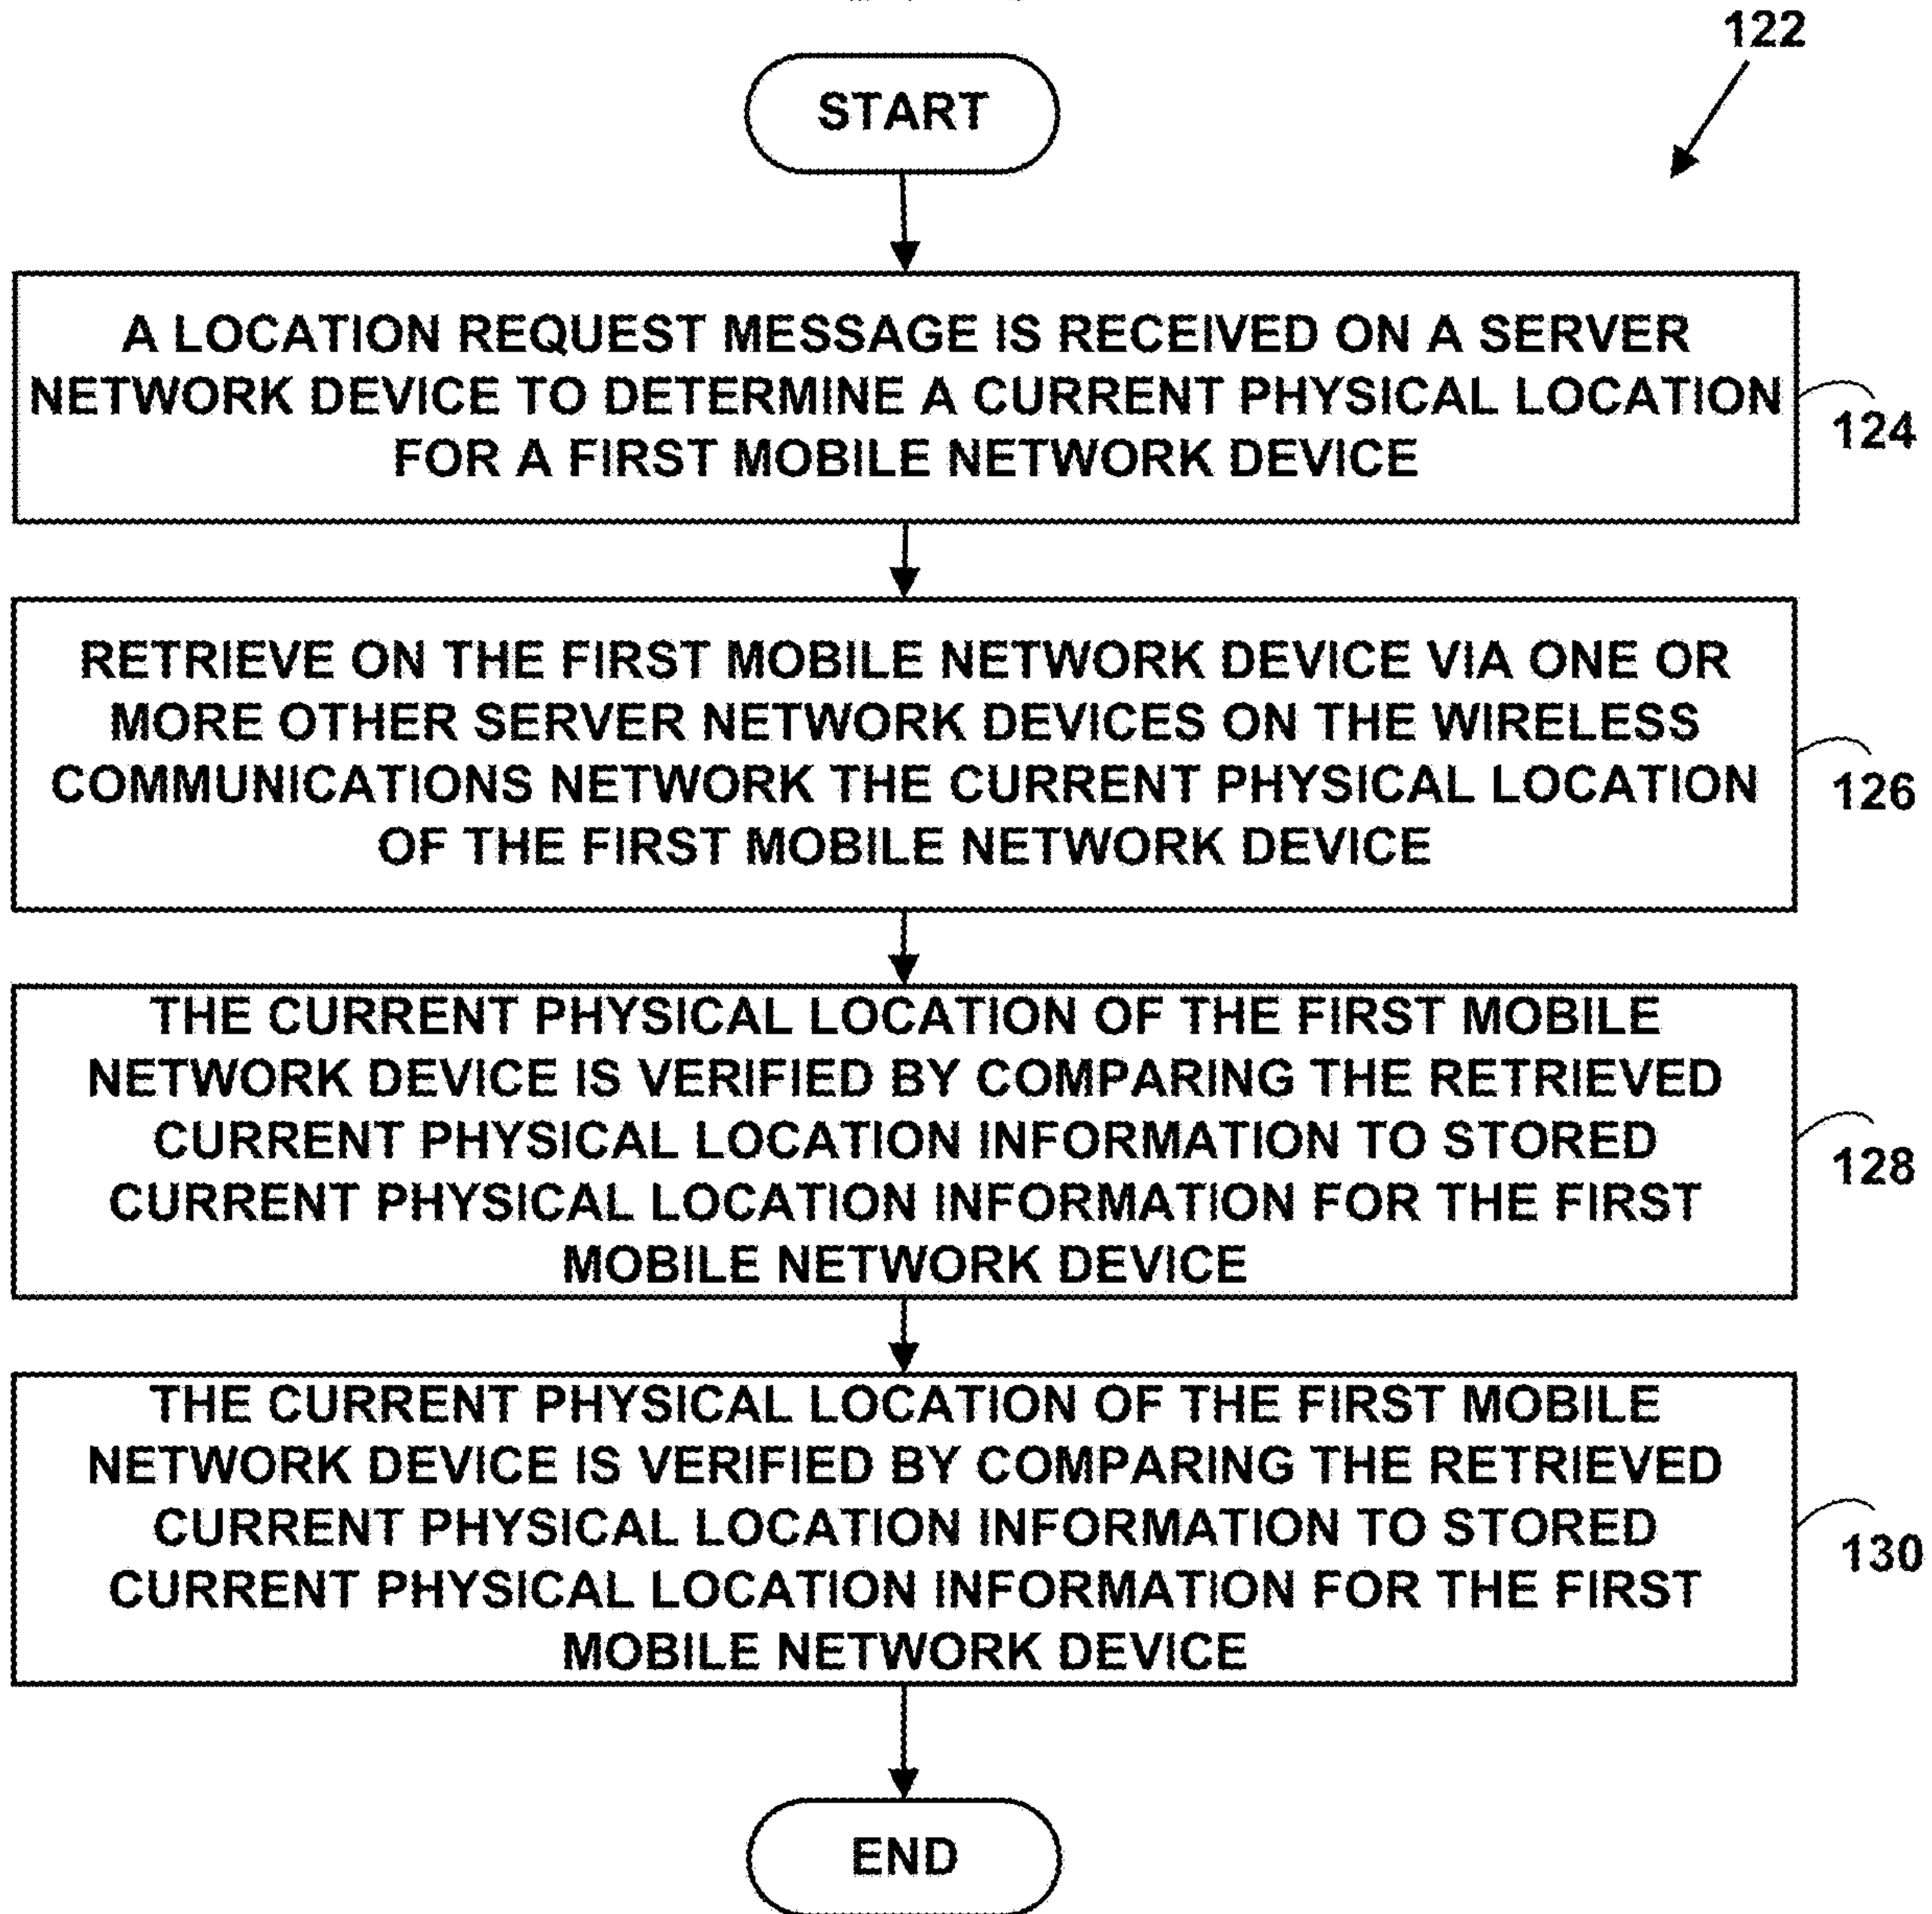 122
START
A LOCATION REQUEST MESSAGE IS RECEIVED ON A SERVER
NETWORK DEVICE TO DETERMINE A CURRENT PHYSICAL LOCATION
FOR A FIRST MOBILE NETWORK DEVICE
124
RETRIEVE ON THE FIRST MOBILE NETWORK DEVICE VIA ONE OR
MORE OTHER SERVER NETWORK DEVICES ON THE WIRELESS
COMMUNICATIONS NETWORK THE CURRENT PHYSICAL LOCATION
OF THE FIRST MOBILE NETWORK DEVICE
126
THE CURRENT PHYSICAL LOCATION OF THE FIRST MOBILE
NETWORK DEVICE IS VERIFIED BY COMPARING THE RETRIEVED
CURRENT PHYSICAL LOCATION INFORMATION TO STORED
CURRENT PHYSICAL LOCATION INFORMATION FOR THE FIRST
MOBILE NETWORK DEVICE
128
THE CURRENT PHYSICAL LOCATION OF THE FIRST MOBILE
NETWORK DEVICE IS VERIFIED BY COMPARING THE RETRIEVED
CURRENT PHYSICAL LOCATION INFORMATION TO STORED
CURRENT PHYSICAL LOCATION INFORMATION FOR THE FIRST
MOBILE NETWORK DEVICE
130
END